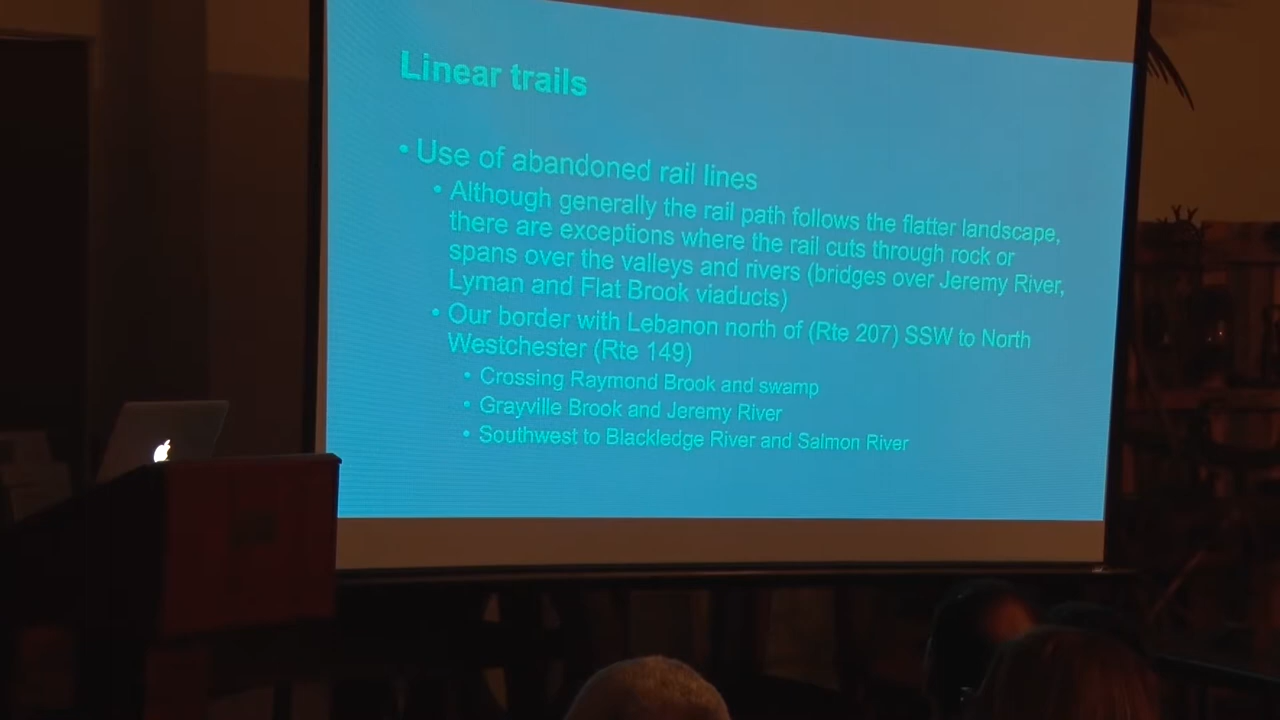 Linear trails
• Use of abandoned rail lines
• Although generally the rail path follows the flatter landscape,
there are exceptions where the rail cuts through rock or
spans over the valleys and rivers (bridges over Jeremy River,
Lyman and Flat Brook viaducts)
• Our border with Lebanon north of (Rte 207) SSW to North
Westchester (Rte 149)
• Crossing Raymond Brook and swamp
• Grayville Brook and Jeremy River
• Southwest to Blackledge River and Salmon River